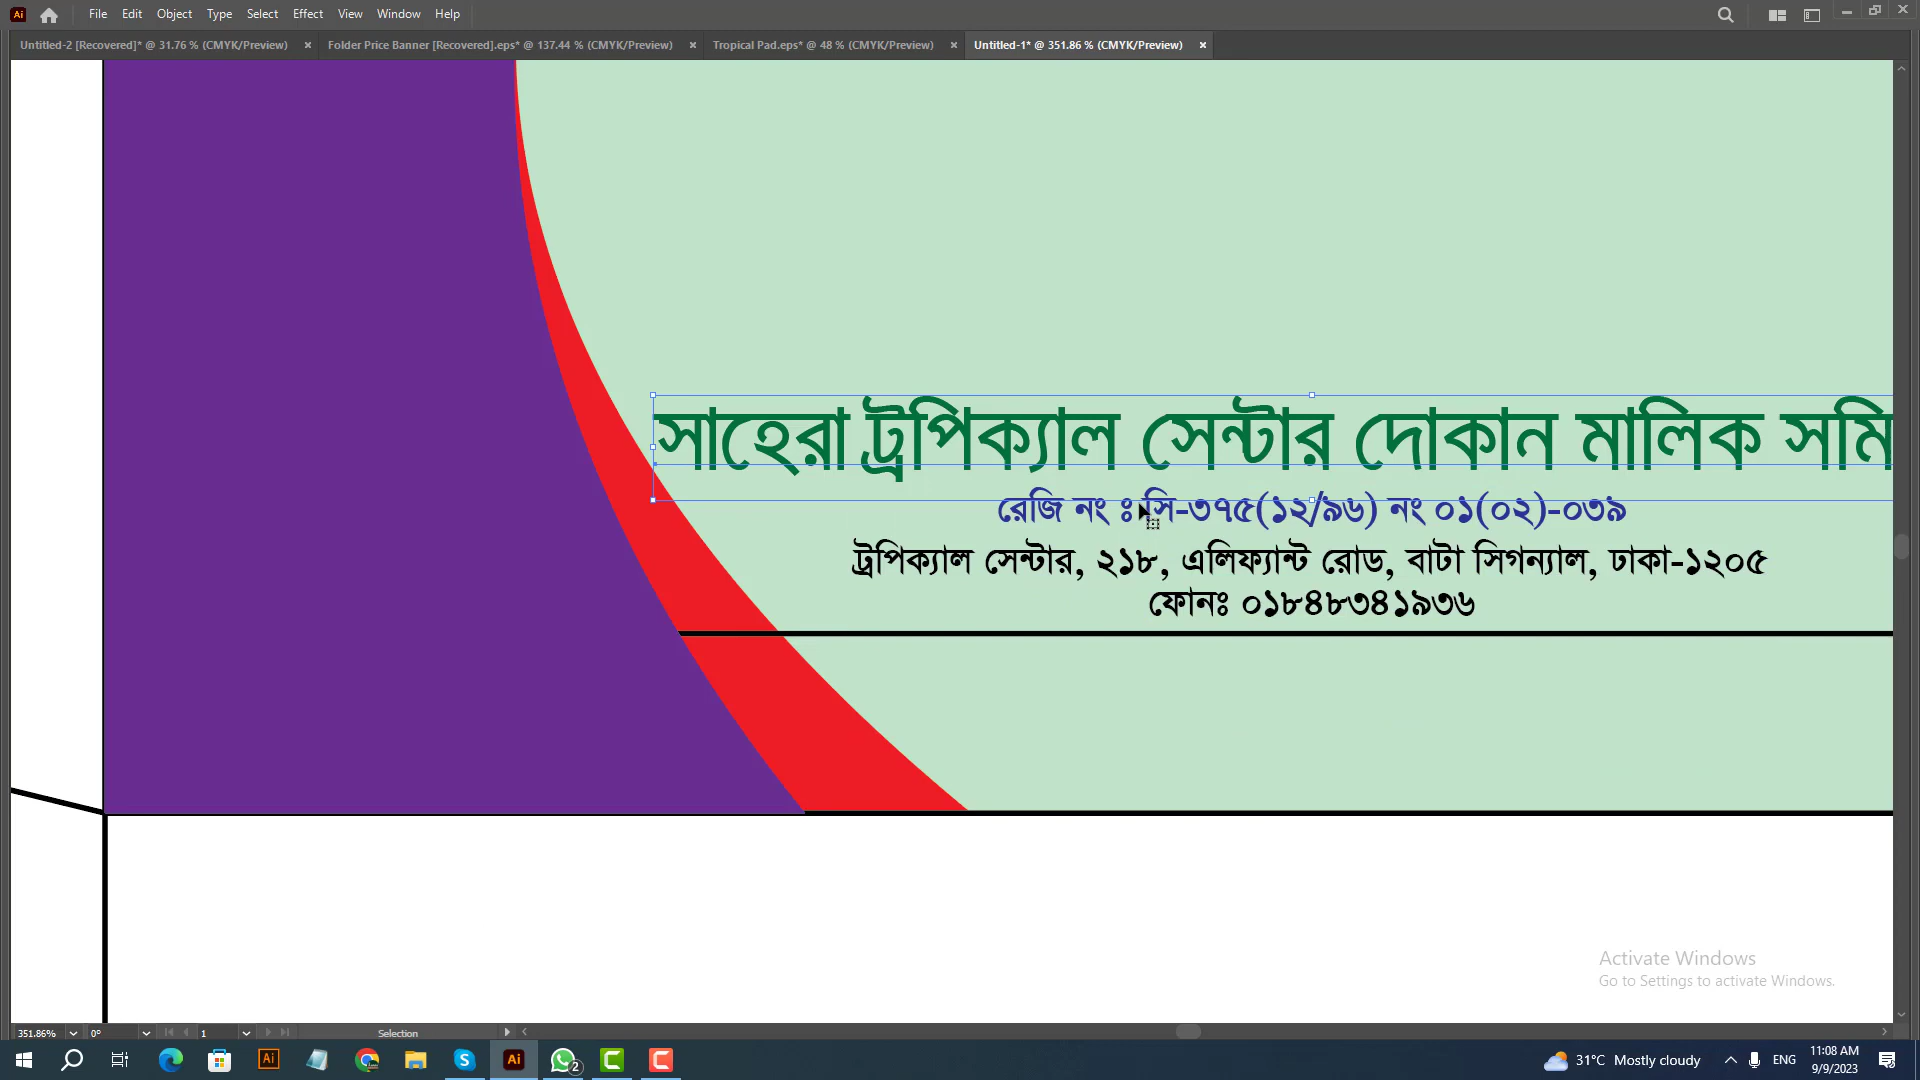 File Edit Object Type Select Effect View Window Help
Untitled-2 [Recovered]* @ 31.76 % (CMYK/Preview) × Folder Price Banner [Recovered].eps* @ 137.44 % (CMYK/Preview) × Tropical Pad.eps* @ 48 % (CMYK/Preview) × Untitled-1* @ 351.86 % (CMYK/Preview) ×
সাহেরা ট্রপিক্যাল সেন্টার দোকান মালিক সমি
রেজি নং ঃ সি-৩৭৫(১২/৯৬) নং ০১(০২)-০৩৯
ট্রপিক্যাল সেন্টার, ২১৮, এলিফ্যান্ট রোড, বাটা সিগন্যাল, ঢাকা-১২০৫
ফোনঃ ০১৮৪৮৩৪১৯৩৬
Activate Windows
Go to Settings to activate Windows.
351.86% 0° 1 Selection
31°C Mostly cloudy ENG 11:08 AM
9/9/2023